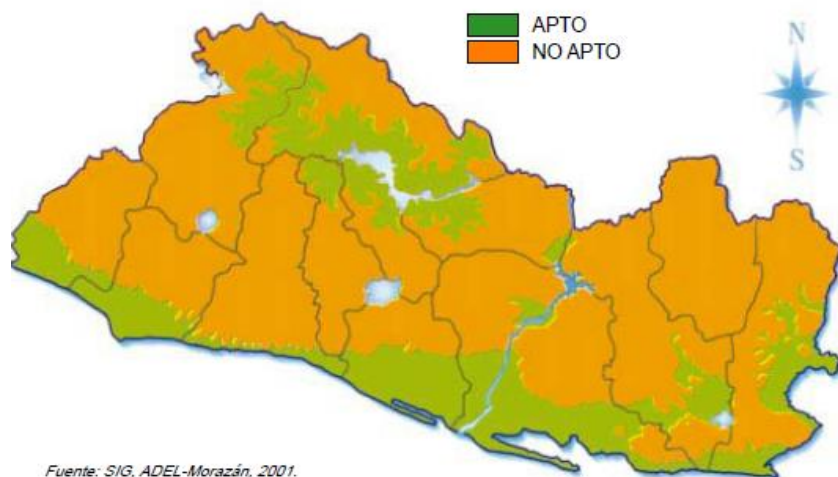 APTO
NO APTO
N
S
Fuente: SIG, ADEL-Morazán, 2001.